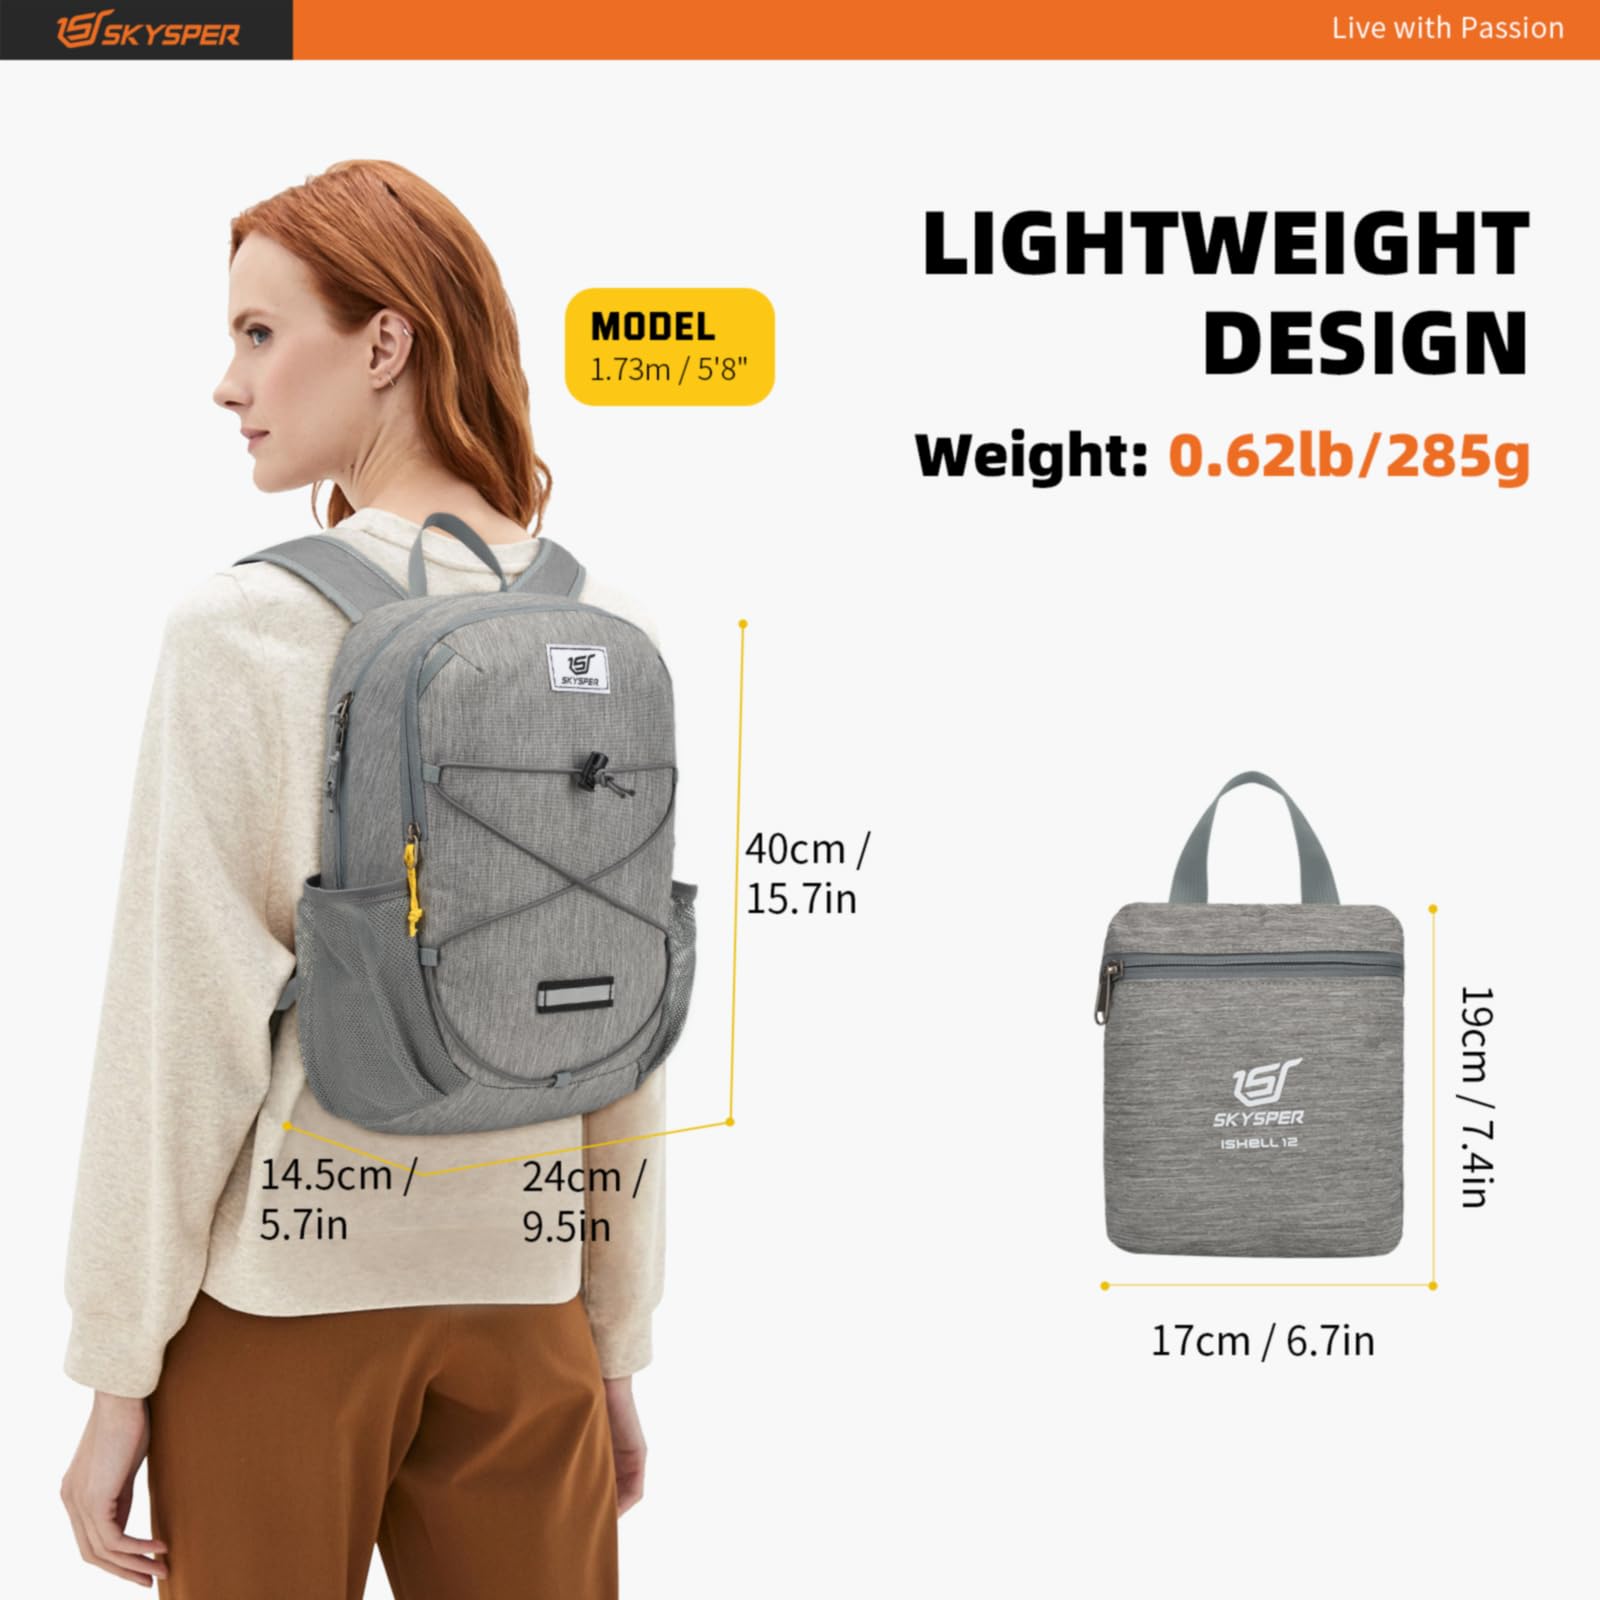 SKYSPER
Live with Passion
LIGHTWEIGHT
DESIGN
Weight: 0.62lb/285g
MODEL
1.73m / 5'8"
SKYSPER
40cm /
15.7in
14.5cm /
5.7in
24cm /
9.5in
SKYSPER
ISHELL 12
19cm / 7.4in
17cm / 6.7in